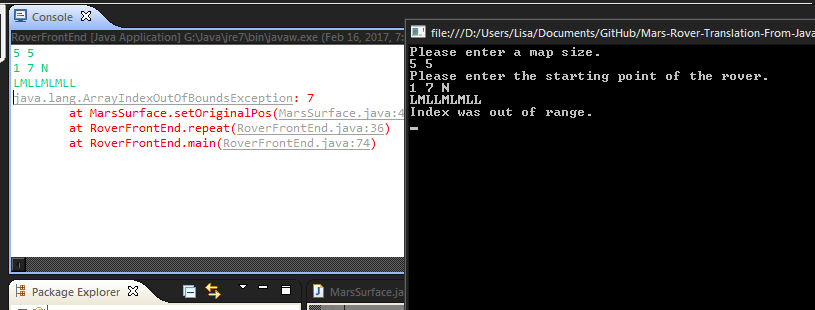 Console
RoverFrontEnd [Java Application] G:\Java\jre7\bin\javaw.exe (Feb 16, 2017, 7:
5 5
1 7 N
LMLLMLMLL
java.lang.ArrayIndexOutOfBoundsException: 7
at MarsSurface.setOriginalPos(MarsSurface.java:4
at RoverFrontEnd.repeat(RoverFrontEnd.java:36)
at RoverFrontEnd.main(RoverFrontEnd.java:74)
Package Explorer
MarsSurface.ja
file:///D:/Users/Lisa/Documents/GitHub/Mars-Rover-Translation-From-Java
Please enter a map size.
5 5
Please enter the starting point of the rover.
1 7 N
LMLLMLMLL
Index was out of range.